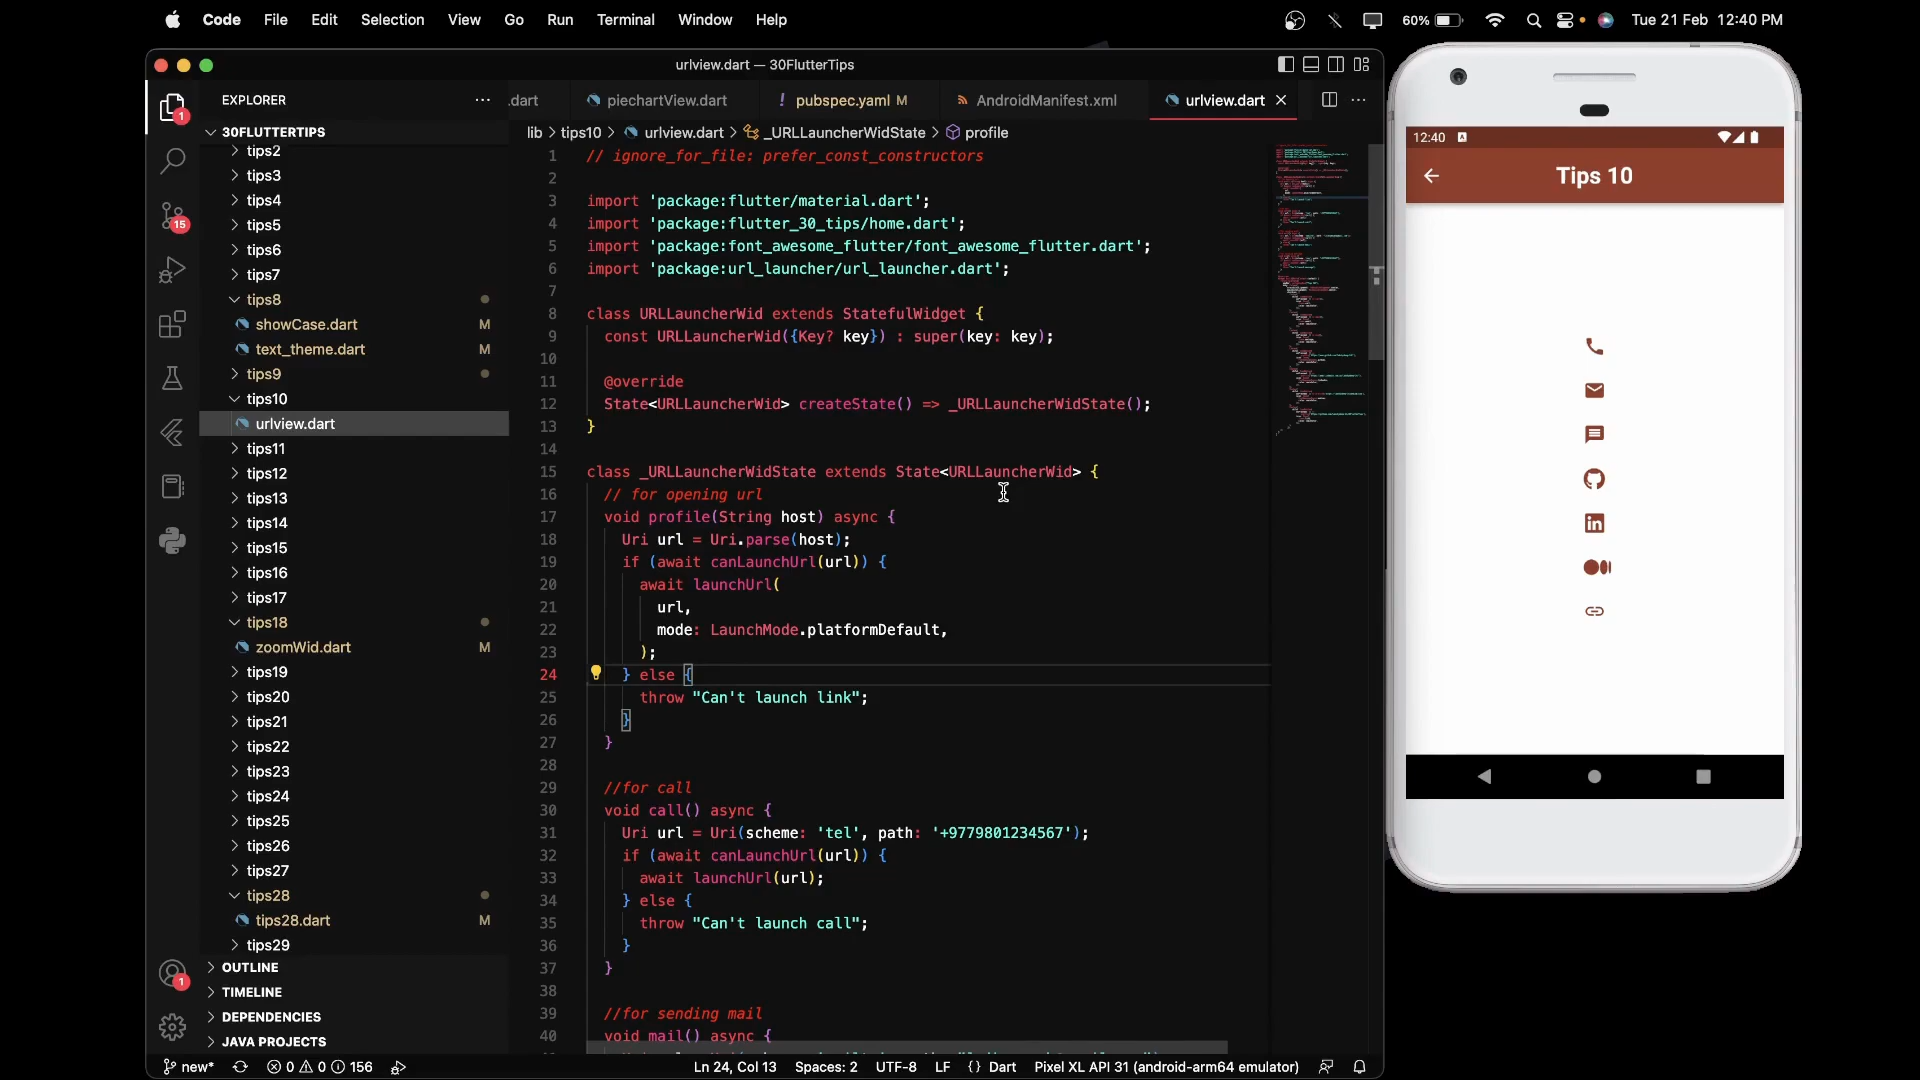 Code File Edit Selection View Go Run Terminal Window Help
60% Tue 21 Feb 12:40 PM
urlview.dart — 30FlutterTips
EXPLORER
.dart piechartView.dart ! pubspec.yaml M AndroidManifest.xml urlview.dart
30FLUTTERTIPS
lib > tips10 > urlview.dart > _URLLauncherWidState > profile
tips2
tips3
tips4
tips5
tips6
tips7
tips8
showCase.dart M
text_theme.dart M
tips9
tips10
urlview.dart
tips11
tips12
tips13
tips14
tips15
tips16
tips17
tips18
zoomWid.dart M
tips19
tips20
tips21
tips22
tips23
tips24
tips25
tips26
tips27
tips28
tips28.dart M
tips29
OUTLINE
TIMELINE
DEPENDENCIES
JAVA PROJECTS
1
15
1
1 // ignore_for_file: prefer_const_constructors
2
3 import 'package:flutter/material.dart';
4 import 'package:flutter_30_tips/home.dart';
5 import 'package:font_awesome_flutter/font_awesome_flutter.dart';
6 import 'package:url_launcher/url_launcher.dart';
7
8 class URLLauncherWid extends StatefulWidget {
9 const URLLauncherWid({Key? key}) : super(key: key);
10
11 @override
12 State<URLLauncherWid> createState() => _URLLauncherWidState();
13 }
14
15 class _URLLauncherWidState extends State<URLLauncherWid> {
16 // for opening url
17 void profile(String host) async {
18 Uri url = Uri.parse(host);
19 if (await canLaunchUrl(url)) {
20 await launchUrl(
21 url,
22 mode: LaunchMode.platformDefault,
23 );
24 } else {
25 throw "Can't launch link";
26 }
27 }
28
29 //for call
30 void call() async {
31 Uri url = Uri(scheme: 'tel', path: '+9779801234567');
32 if (await canLaunchUrl(url)) {
33 await launchUrl(url);
34 } else {
35 throw "Can't launch call";
36 }
37 }
38
39 //for sending mail
40 void mail() async {
new* 0 0 156
Ln 24, Col 13 Spaces: 2 UTF-8 LF {} Dart Pixel XL API 31 (android-arm64 emulator)
12:40 A
Tips 10
in